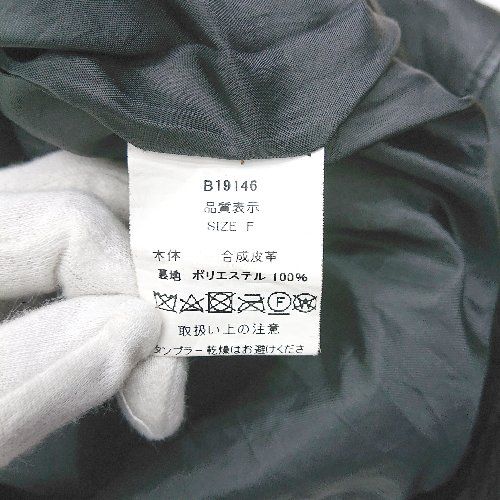 B19146
品質表示
SIZE F
本体 合成皮革
裏地 ポリエステル 100%
F W
取扱い上の注意
タンブラー乾燥はお避けくださ